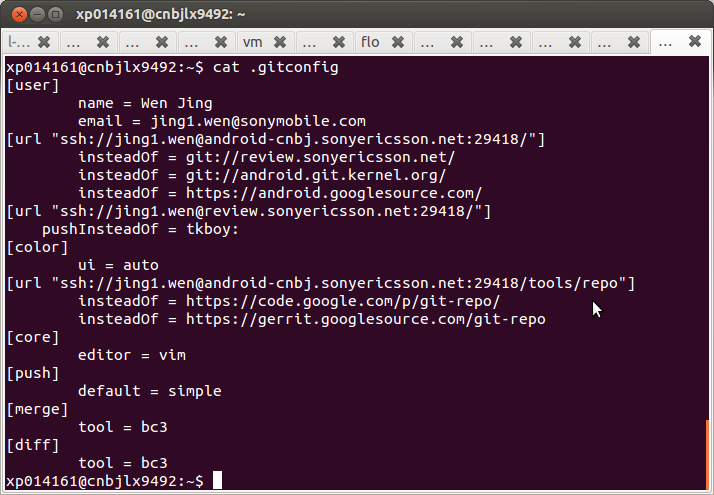 xp014161@cnbjlx9492: ~
l-... ... ... ... vm ... flo ... ... ... ... ...
xp014161@cnbjlx9492:~$ cat .gitconfig
[user]
        name = Wen Jing
        email = jing1.wen@sonymobile.com
[url "ssh://jing1.wen@android-cnbj.sonyericsson.net:29418/"]
        insteadOf = git://review.sonyericsson.net/
        insteadOf = git://android.git.kernel.org/
        insteadOf = https://android.googlesource.com/
[url "ssh://jing1.wen@review.sonyericsson.net:29418/"]
    pushInsteadOf = tkboy:
[color]
        ui = auto
[url "ssh://jing1.wen@android-cnbj.sonyericsson.net:29418/tools/repo"]
        insteadOf = https://code.google.com/p/git-repo/
        insteadOf = https://gerrit.googlesource.com/git-repo
[core]
        editor = vim
[push]
        default = simple
[merge]
        tool = bc3
[diff]
        tool = bc3
xp014161@cnbjlx9492:~$